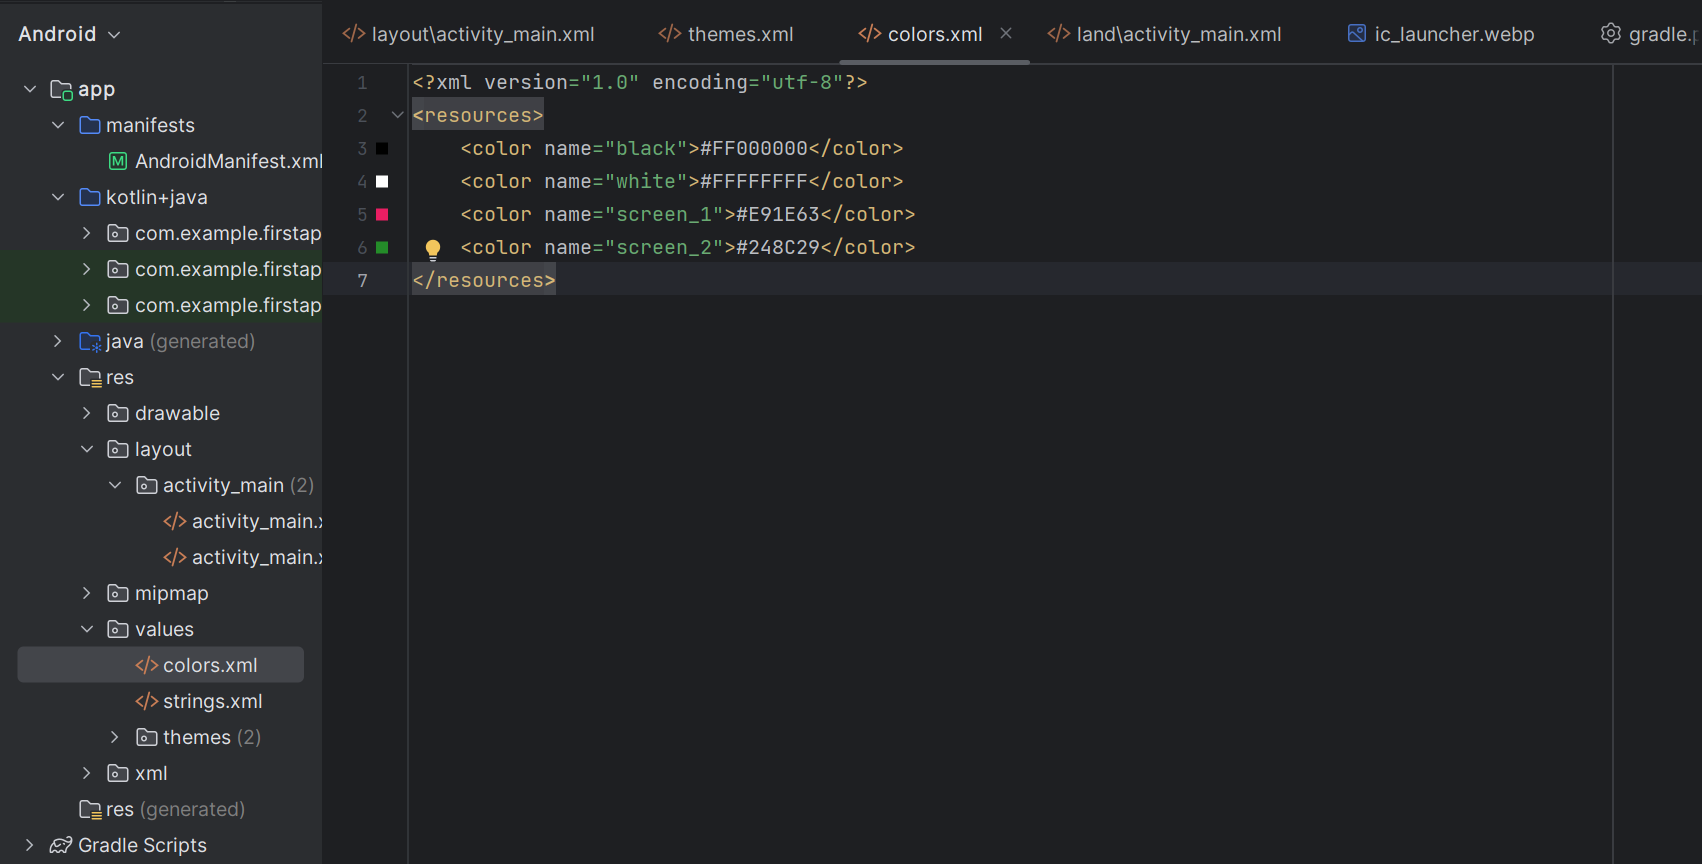 Android
layout\activity_main.xml
themes.xml
colors.xml
land\activity_main.xml
ic_launcher.webp
gradle.p
app
manifests
AndroidManifest.xml
kotlin+java
com.example.firstap
com.example.firstap
com.example.firstap
java (generated)
res
drawable
layout
activity_main (2)
activity_main.x
activity_main.x
mipmap
values
colors.xml
strings.xml
themes (2)
xml
res (generated)
Gradle Scripts
1 <?xml version="1.0" encoding="utf-8"?>
2 <resources>
3 <color name="black">#FF000000</color>
4 <color name="white">#FFFFFFFF</color>
5 <color name="screen_1">#E91E63</color>
6 <color name="screen_2">#248C29</color>
7 </resources>